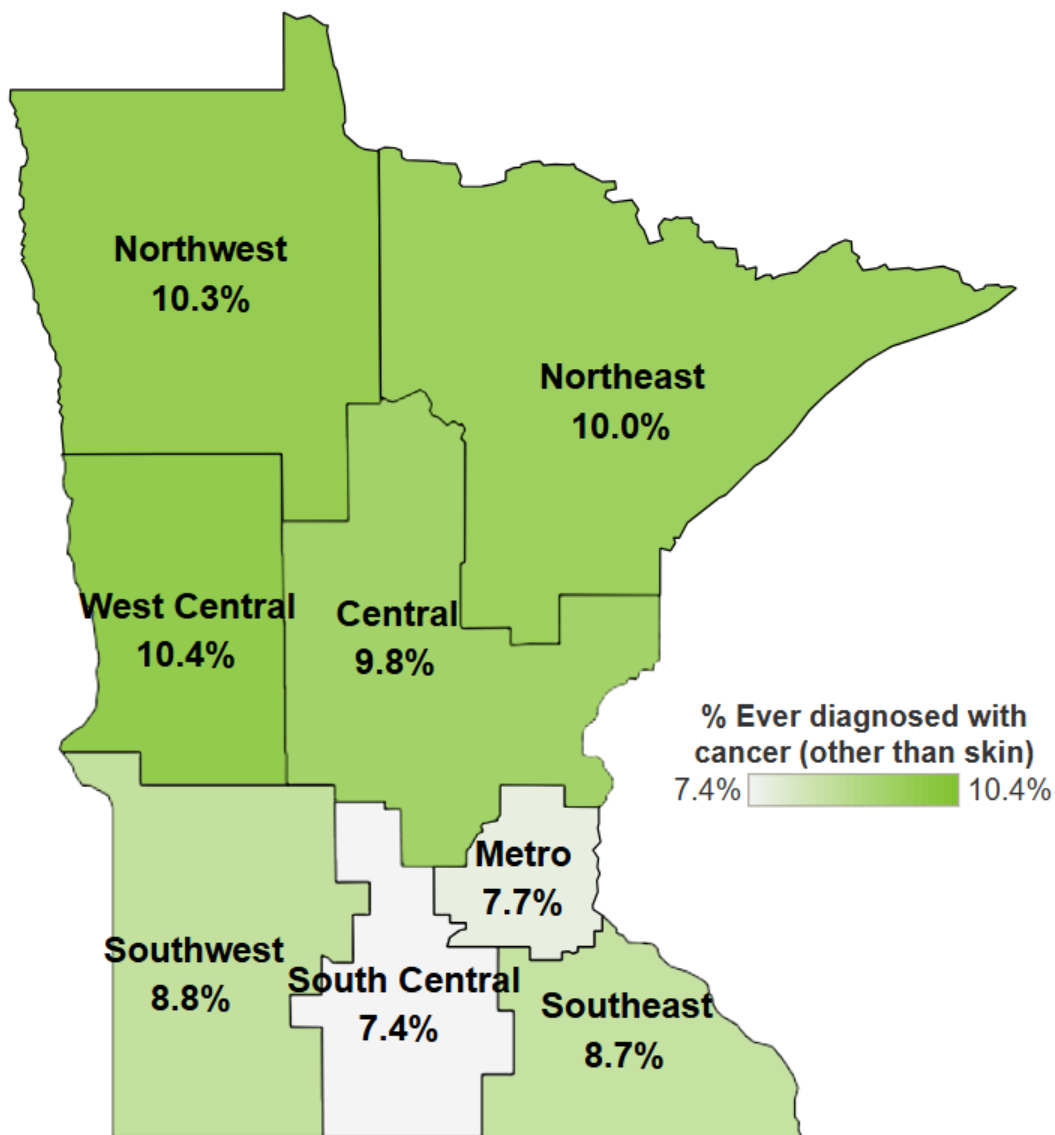 Northwest
10.3%
Northeast
10.0%
West Central
10.4%
Central
9.8%
% Ever diagnosed with
cancer (other than skin)
7.4% 10.4%
Metro
7.7%
Southwest
8.8%
South Central
7.4%
Southeast
8.7%